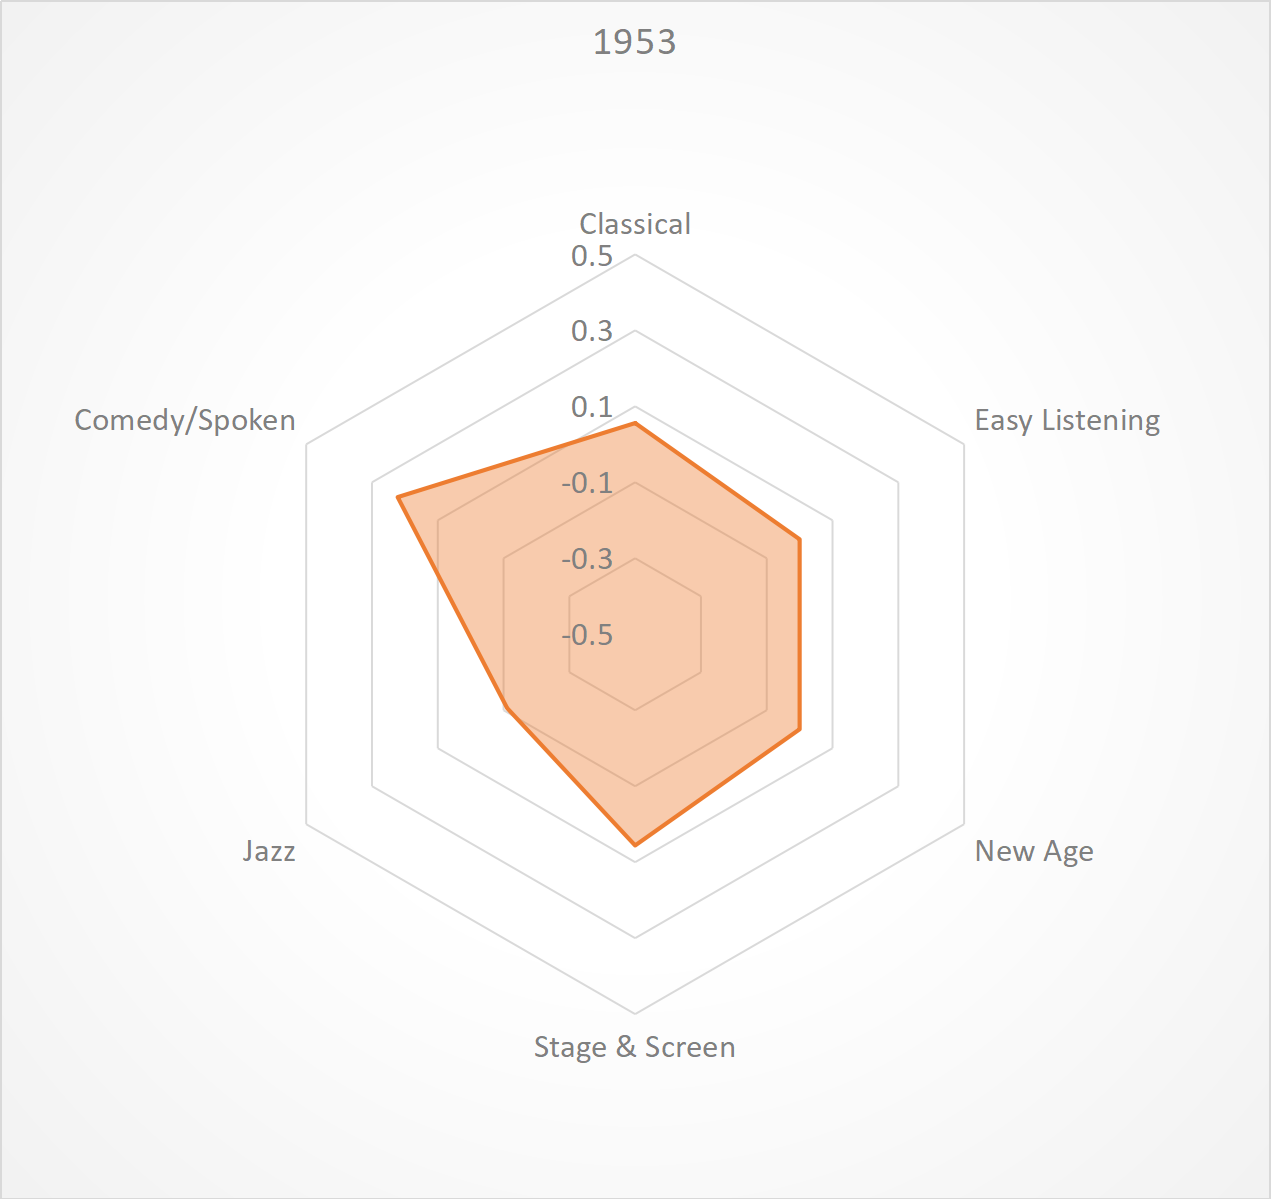 1953
Classical
0.5
0.3
0.1
-0.1
-0.3
-0.5
Comedy/Spoken
Easy Listening
Jazz
New Age
Stage & Screen